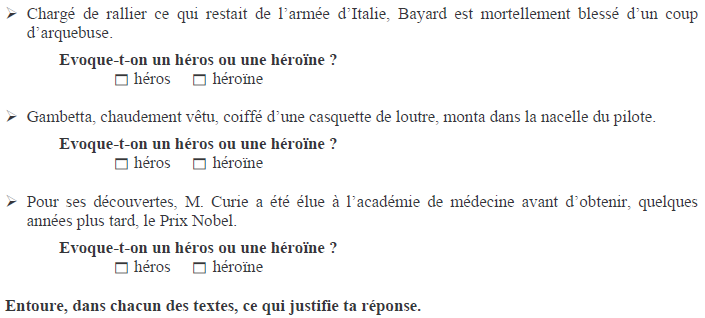 ➢ Chargé de rallier ce qui restait de l’armée d’Italie, Bayard est mortellement blessé d’un coup
d’arquebuse.
Evoque-t-on un héros ou une héroïne ?
☐ héros ☐ héroïne
➢ Gambetta, chaudement vêtu, coiffé d’une casquette de loutre, monta dans la nacelle du pilote.
Evoque-t-on un héros ou une héroïne ?
☐ héros ☐ héroïne
➢ Pour ses découvertes, M. Curie a été élue à l’académie de médecine avant d’obtenir, quelques
années plus tard, le Prix Nobel.
Evoque-t-on un héros ou une héroïne ?
☐ héros ☐ héroïne
Entoure, dans chacun des textes, ce qui justifie ta réponse.